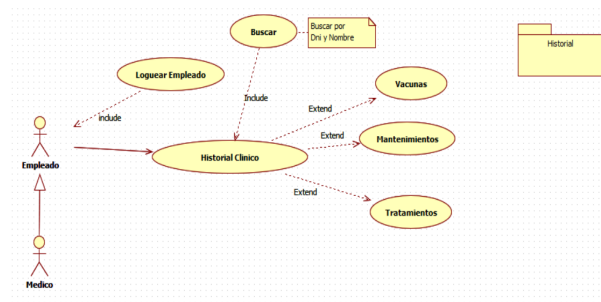 Buscar
Buscar por
Dni y Nombre
Historial
Loguear Empleado
Vacunas
Include
Extend
include
Extend
Mantenimientos
Empleado
Historial Clinico
Extend
Tratamientos
Medico